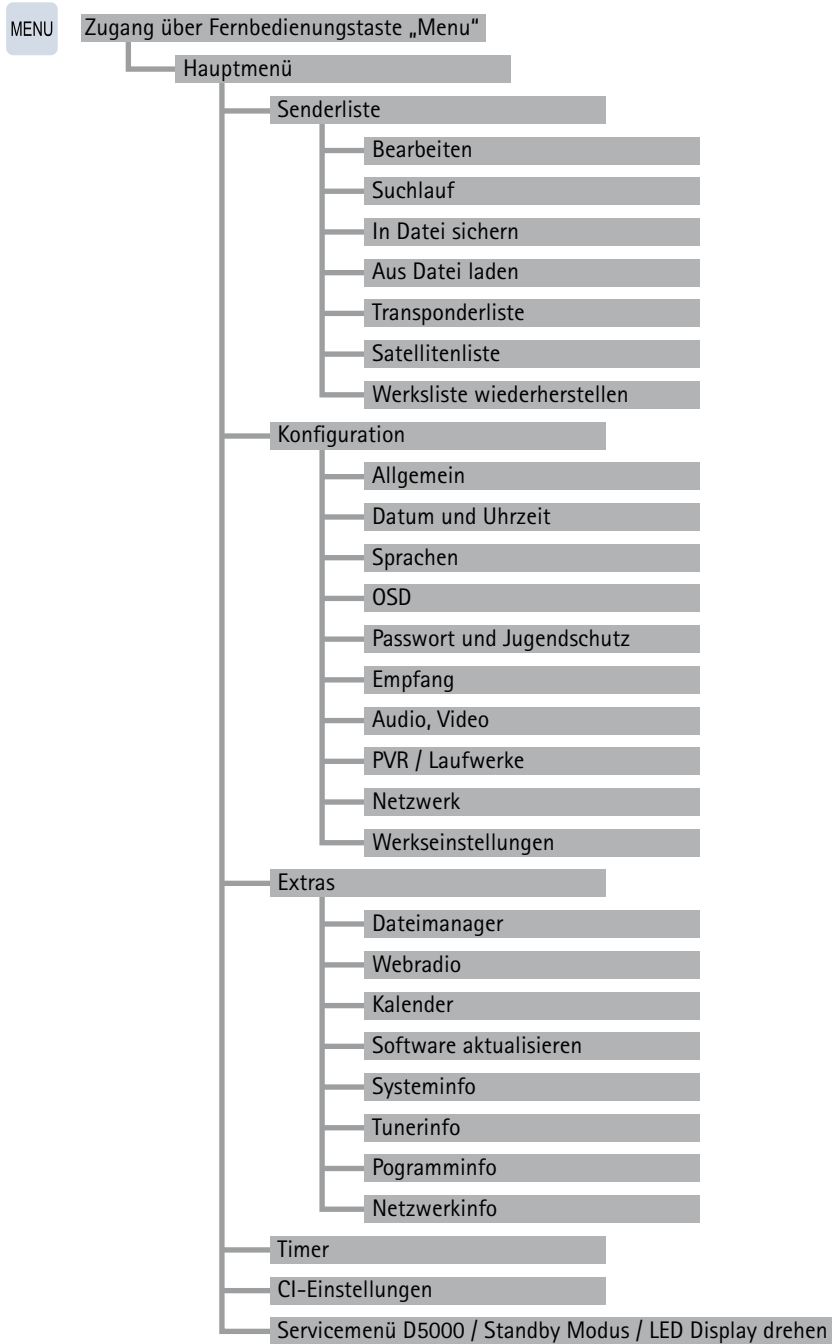 MENU
Zugang über Fernbedienungstaste „Menu“
Hauptmenü
Senderliste
Bearbeiten
Suchlauf
In Datei sichern
Aus Datei laden
Transponderliste
Satellitenliste
Werksliste wiederherstellen
Konfiguration
Allgemein
Datum und Uhrzeit
Sprachen
OSD
Passwort und Jugendschutz
Empfang
Audio, Video
PVR / Laufwerke
Netzwerk
Werkseinstellungen
Extras
Dateimanager
Webradio
Kalender
Software aktualisieren
Systeminfo
Tunerinfo
Pogramminfo
Netzwerkinfo
Timer
CI-Einstellungen
Servicemenü D5000 / Standby Modus / LED Display drehen